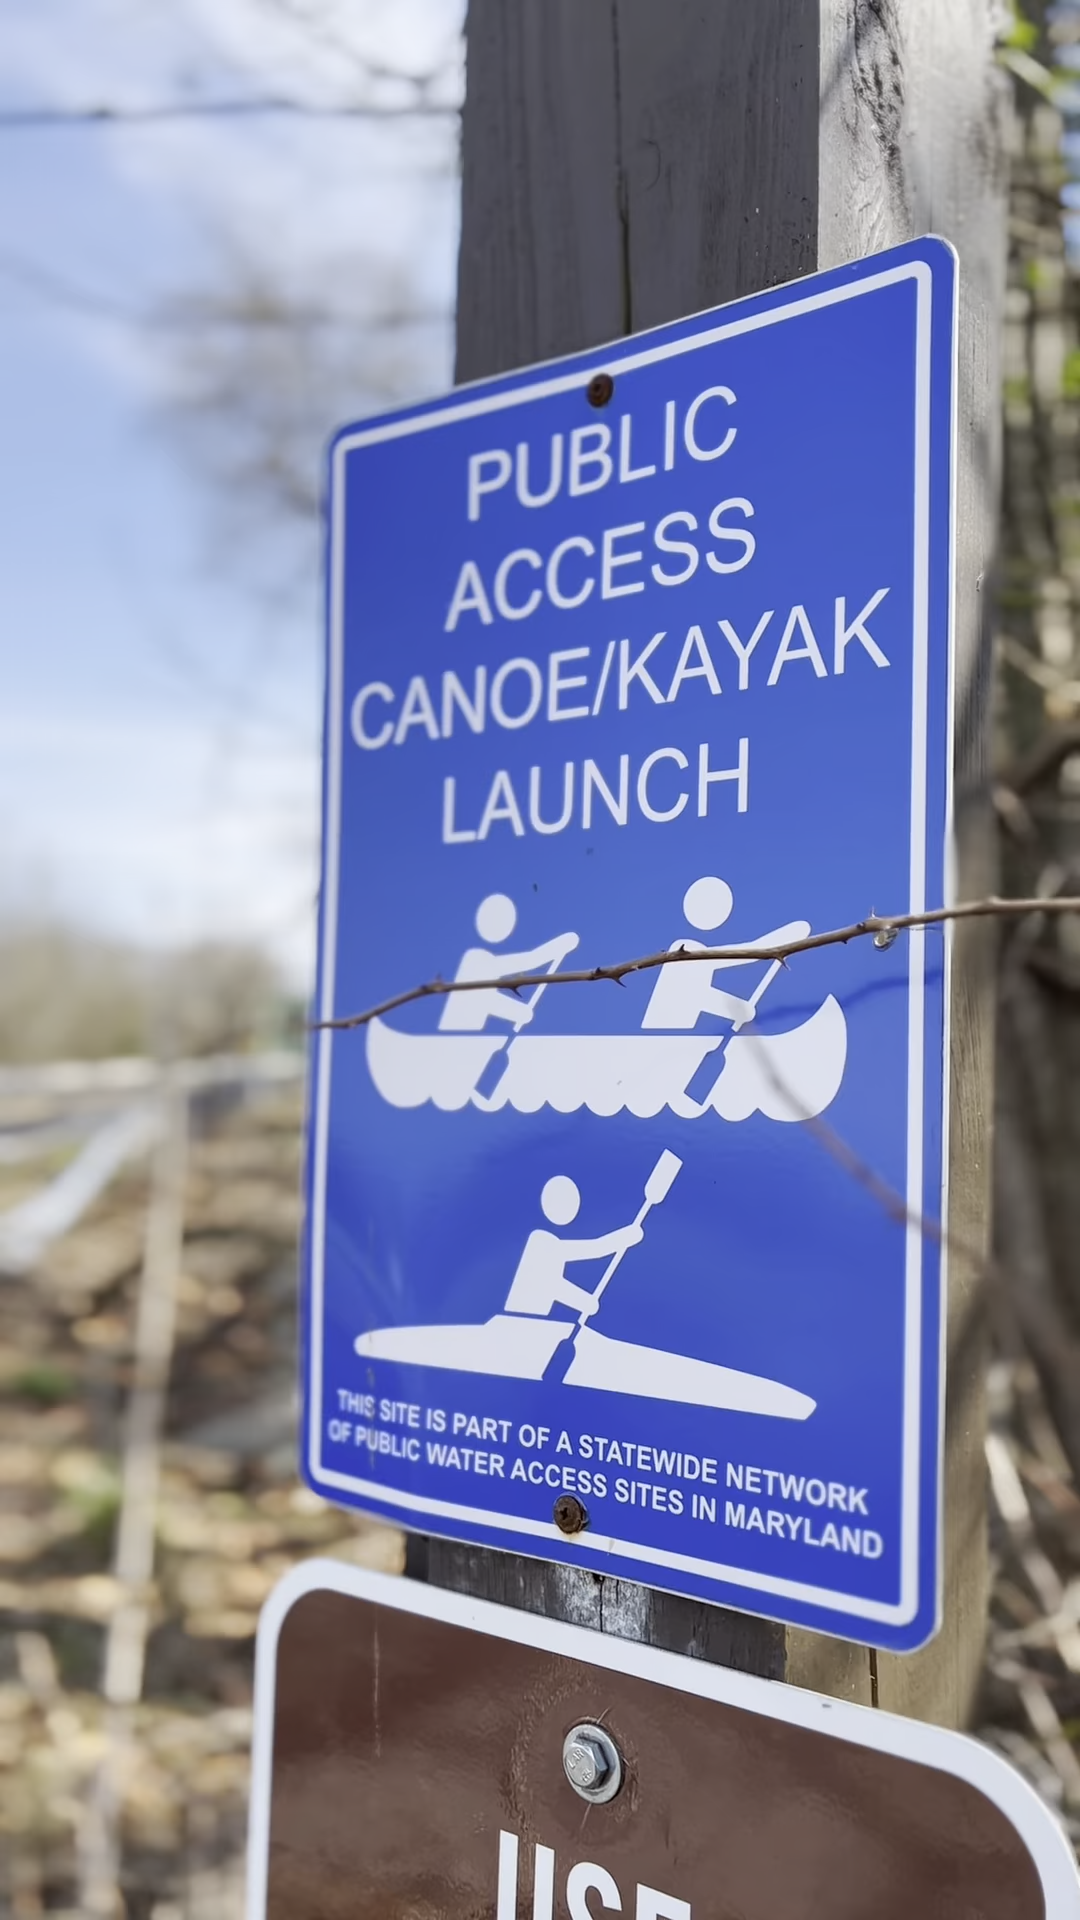 PUBLIC
ACCESS
CANOE/KAYAK
LAUNCH
THIS SITE IS PART OF A STATEWIDE NETWORK
OF PUBLIC WATER ACCESS SITES IN MARYLAND
USE